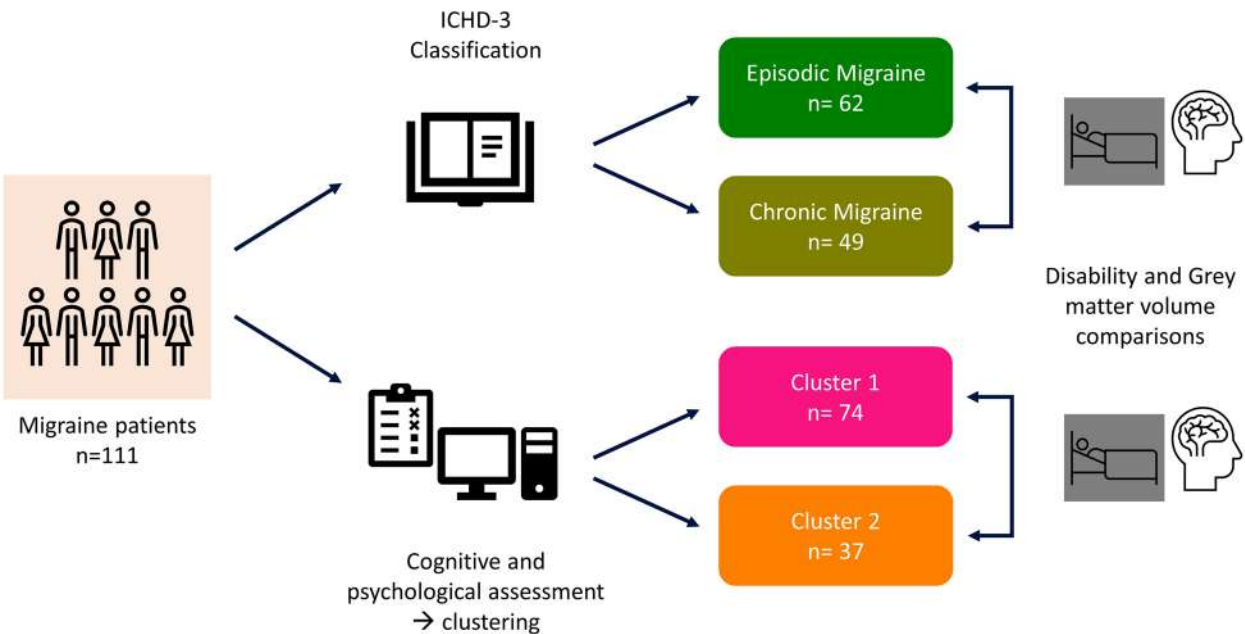 ICHD-3
Classification
Episodic Migraine
n= 62
Chronic Migraine
n= 49
Migraine patients
n=111
Disability and Grey
matter volume
comparisons
Cluster 1
n= 74
Cluster 2
n= 37
Cognitive and
psychological assessment
→ clustering